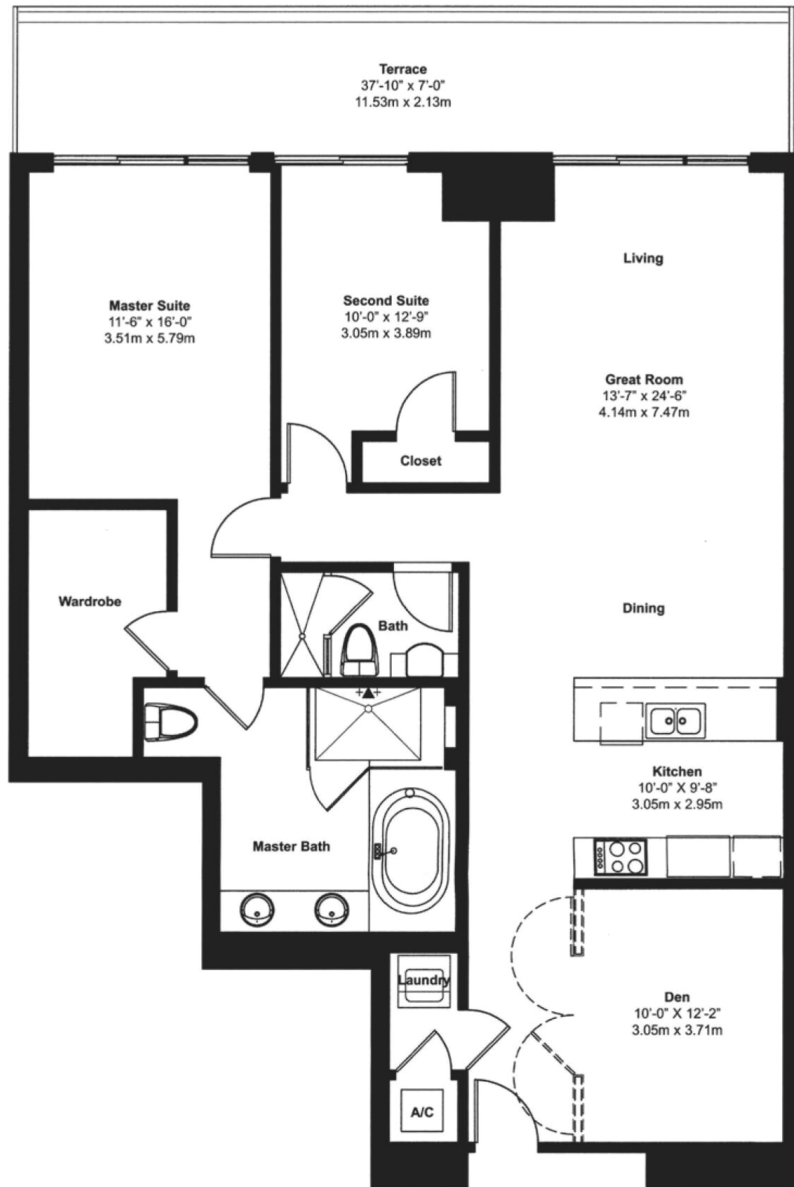 Terrace
37'-10" x 7'-0"
11.53m x 2.13m
Living
Master Suite
11'-6" x 16'-0"
3.51m x 5.79m
Second Suite
10'-0" x 12'-9"
3.05m x 3.89m
Great Room
13'-7" x 24'-6"
4.14m x 7.47m
Closet
Wardrobe
Bath
Dining
Kitchen
10'-0" X 9'-8"
3.05m x 2.95m
Master Bath
Laundry
Den
10'-0" X 12'-2"
3.05m x 3.71m
A/C